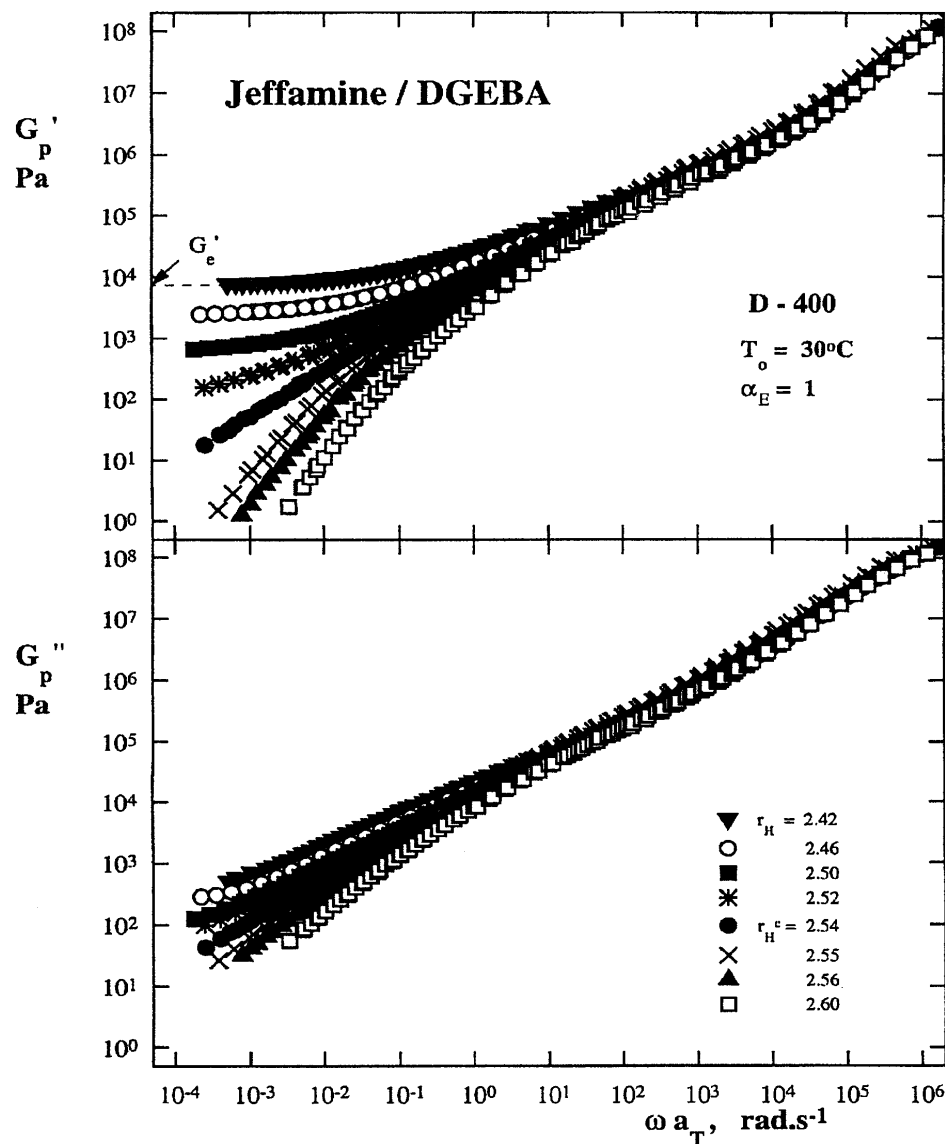 Jeffamine / DGEBA
G_p' Pa
10⁸
10⁷
10⁶
10⁵
10⁴
10³
10²
10¹
10⁰
G_e'
D - 400
T_o = 30°C
α_E = 1
G_p'' Pa
10⁸
10⁷
10⁶
10⁵
10⁴
10³
10²
10¹
10⁰
r_H = 2.42
2.46
2.50
2.52
r_H^c = 2.54
2.55
2.56
2.60
10⁻⁴ 10⁻³ 10⁻² 10⁻¹ 10⁰ 10¹ 10² 10³ 10⁴ 10⁵ 10⁶
ω a_T, rad.s⁻¹